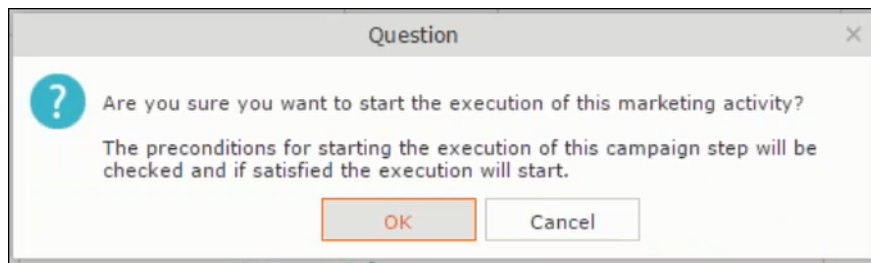 Question
Are you sure you want to start the execution of this marketing activity?
The preconditions for starting the execution of this campaign step will be
checked and if satisfied the execution will start.
OK
Cancel